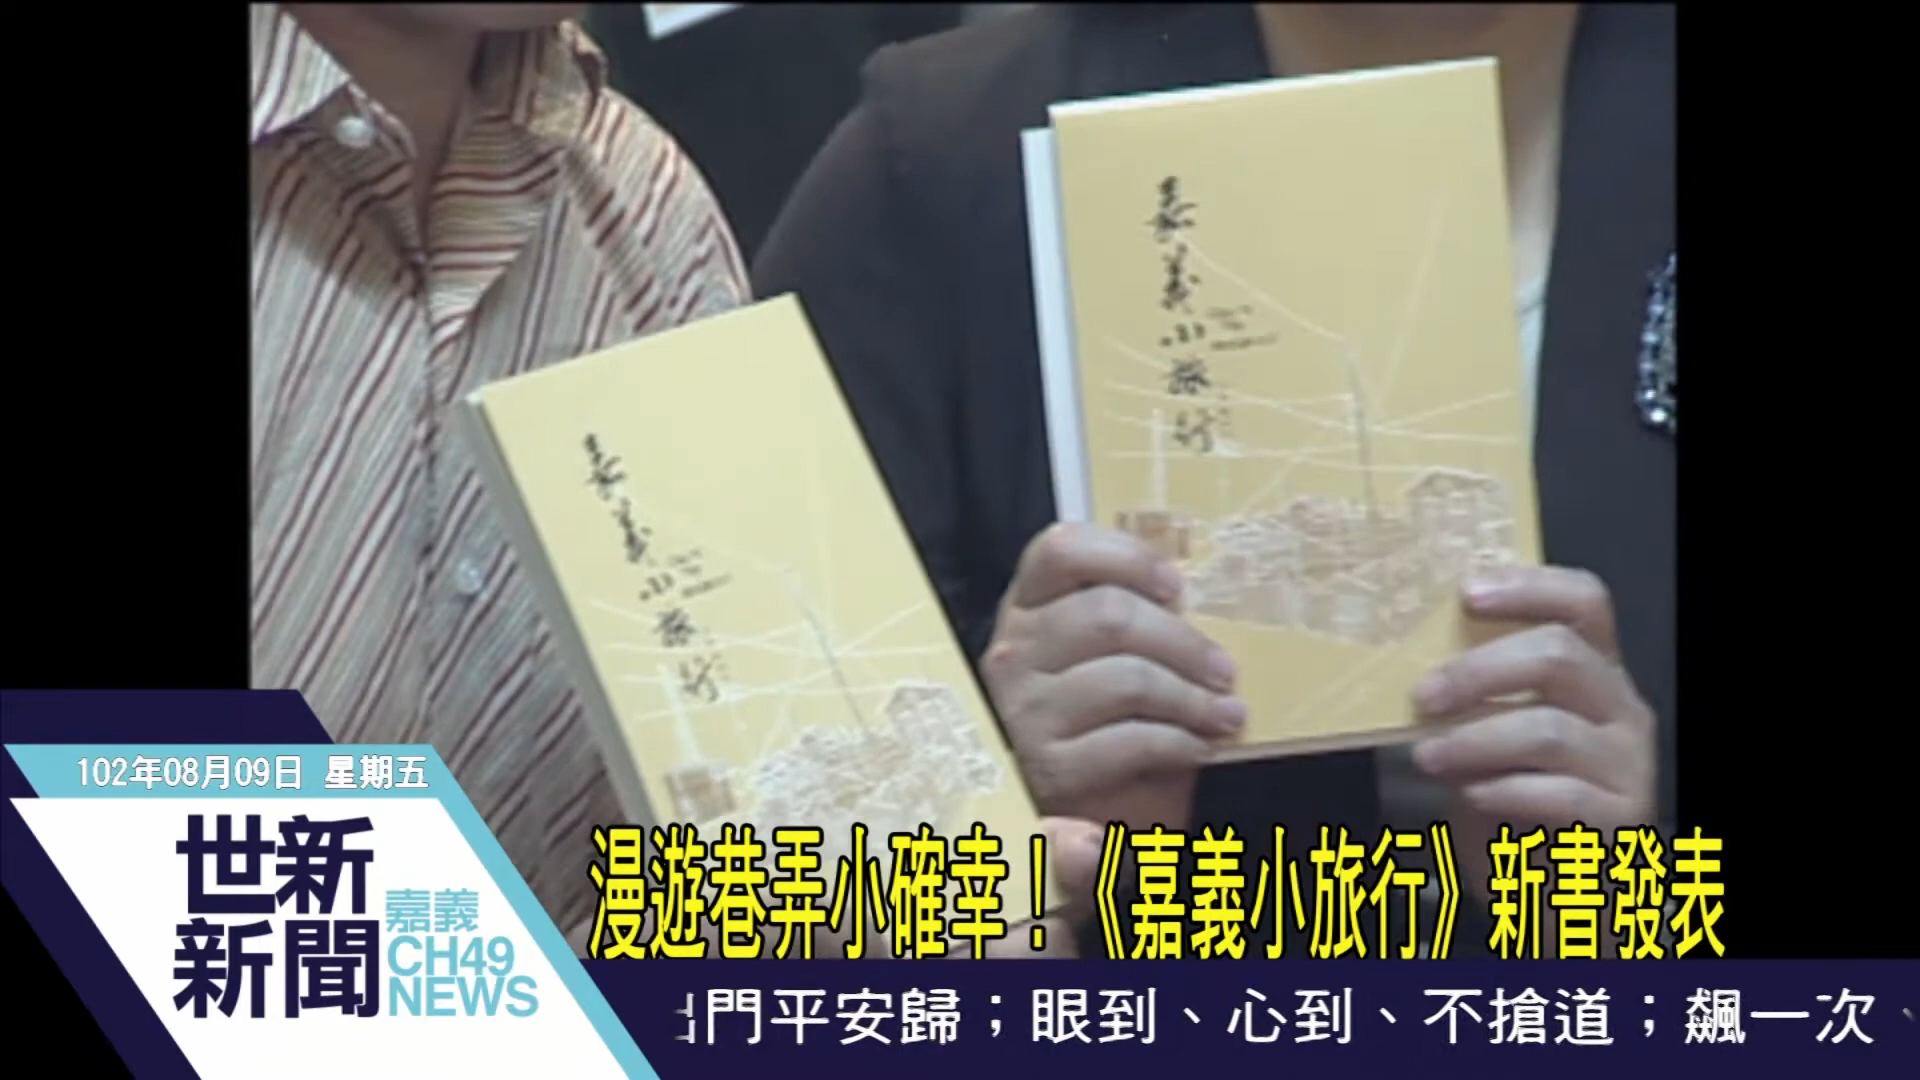 嘉義小旅行
嘉義小旅行
102年08月09日 星期五
世新
新聞
嘉義
CH49
NEWS
漫遊巷弄小確幸！《嘉義小旅行》新書發表
門平安歸；眼到、心到、不搶道；飆一次、